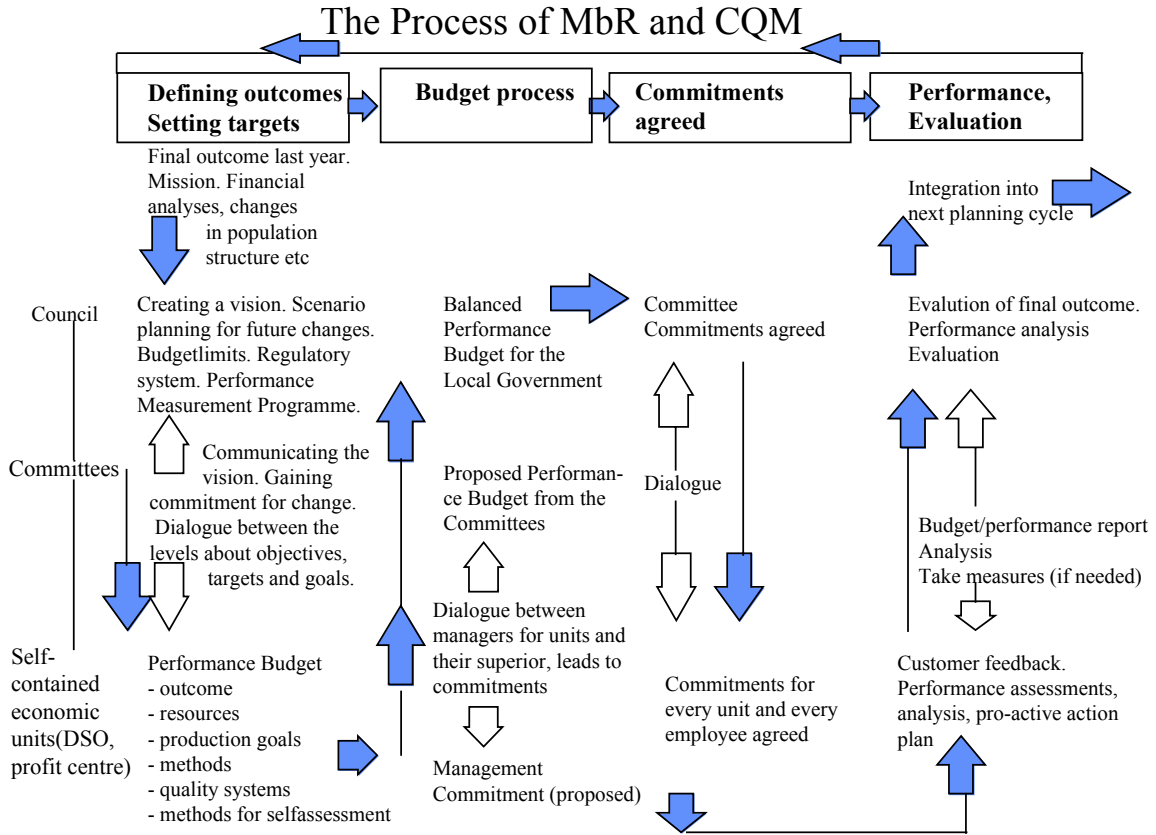 The Process of MbR and CQM
Defining outcomes
Setting targets
Budget process
Commitments
agreed
Performance,
Evaluation
Final outcome last year.
Mission. Financial
analyses, changes
in population
structure etc
Integration into
next planning cycle
Council
Creating a vision. Scenario
planning for future changes.
Budgetlimits. Regulatory
system. Performance
Measurement Programme.
Balanced
Performance
Budget for the
Local Government
Committee
Commitments agreed
Evalution of final outcome.
Performance analysis
Evaluation
Committees
Communicating the
vision. Gaining
commitment for change.
Dialogue between the
levels about objectives,
targets and goals.
Proposed Performan-
ce Budget from the
Committees
Dialogue
Budget/performance report
Analysis
Take measures (if needed)
Dialogue between
managers for units and
their superior, leads to
commitments
Self-
contained
economic
units(DSO,
profit centre)
Performance Budget
- outcome
- resources
- production goals
- methods
- quality systems
- methods for selfassessment
Management
Commitment (proposed)
Commitments for
every unit and every
employee agreed
Customer feedback.
Performance assessments,
analysis, pro-active action
plan